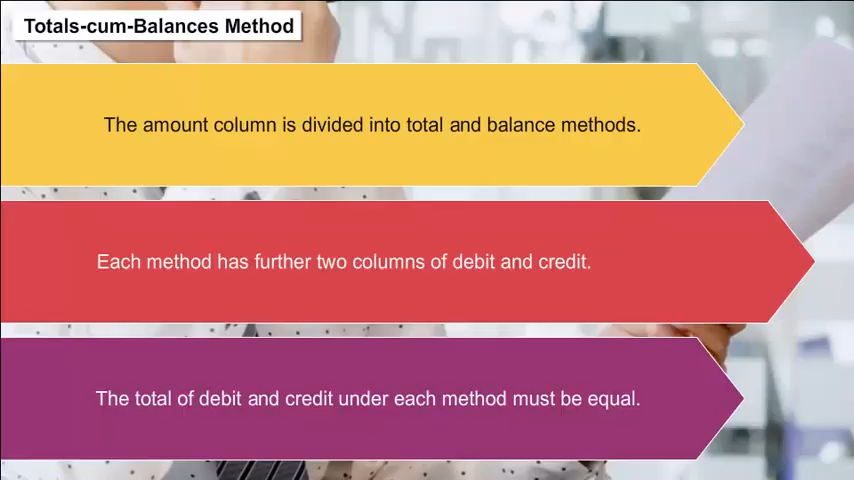 Totals-cum-Balances Method
The amount column is divided into total and balance methods.
Each method has further two columns of debit and credit.
The total of debit and credit under each method must be equal.